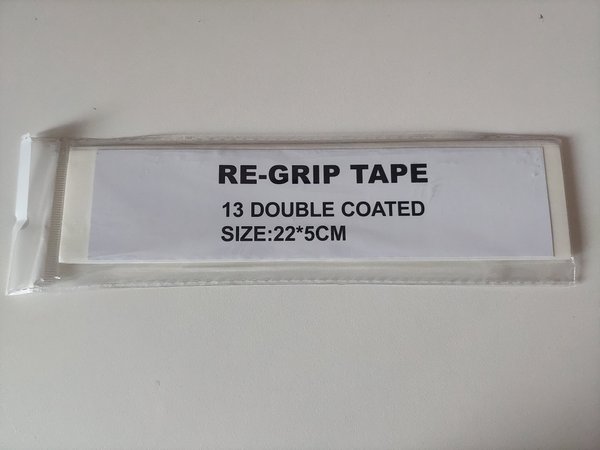 RE-GRIP TAPE
13 DOUBLE COATED
SIZE:22*5CM